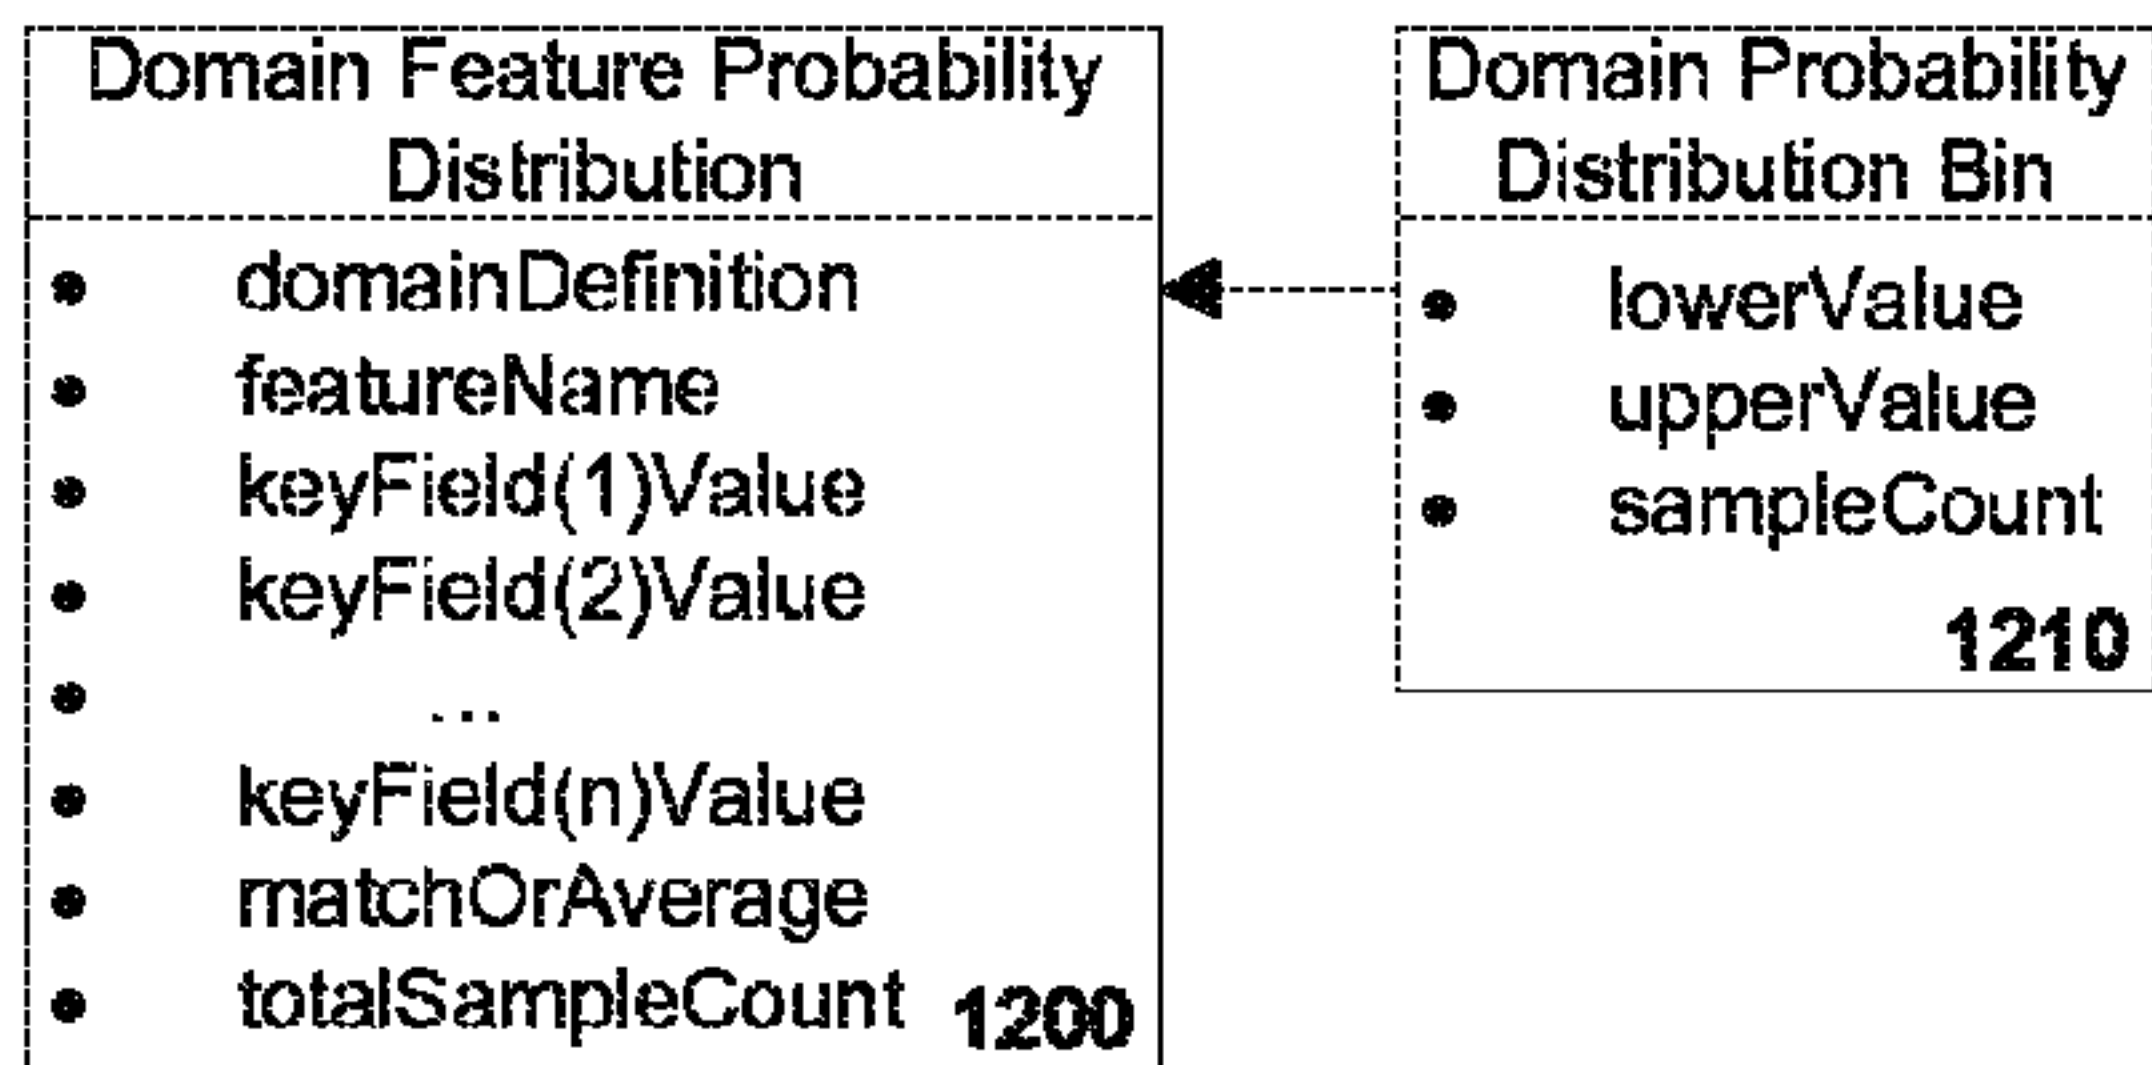 Domain Feature Probability
Distribution
• domainDefinition
• featureName
• keyField(1)Value
• keyField(2)Value
• ...
• keyField(n)Value
• matchOrAverage
• totalSampleCount 1200
Domain Probability
Distribution Bin
• lowerValue
• upperValue
• sampleCount
1210